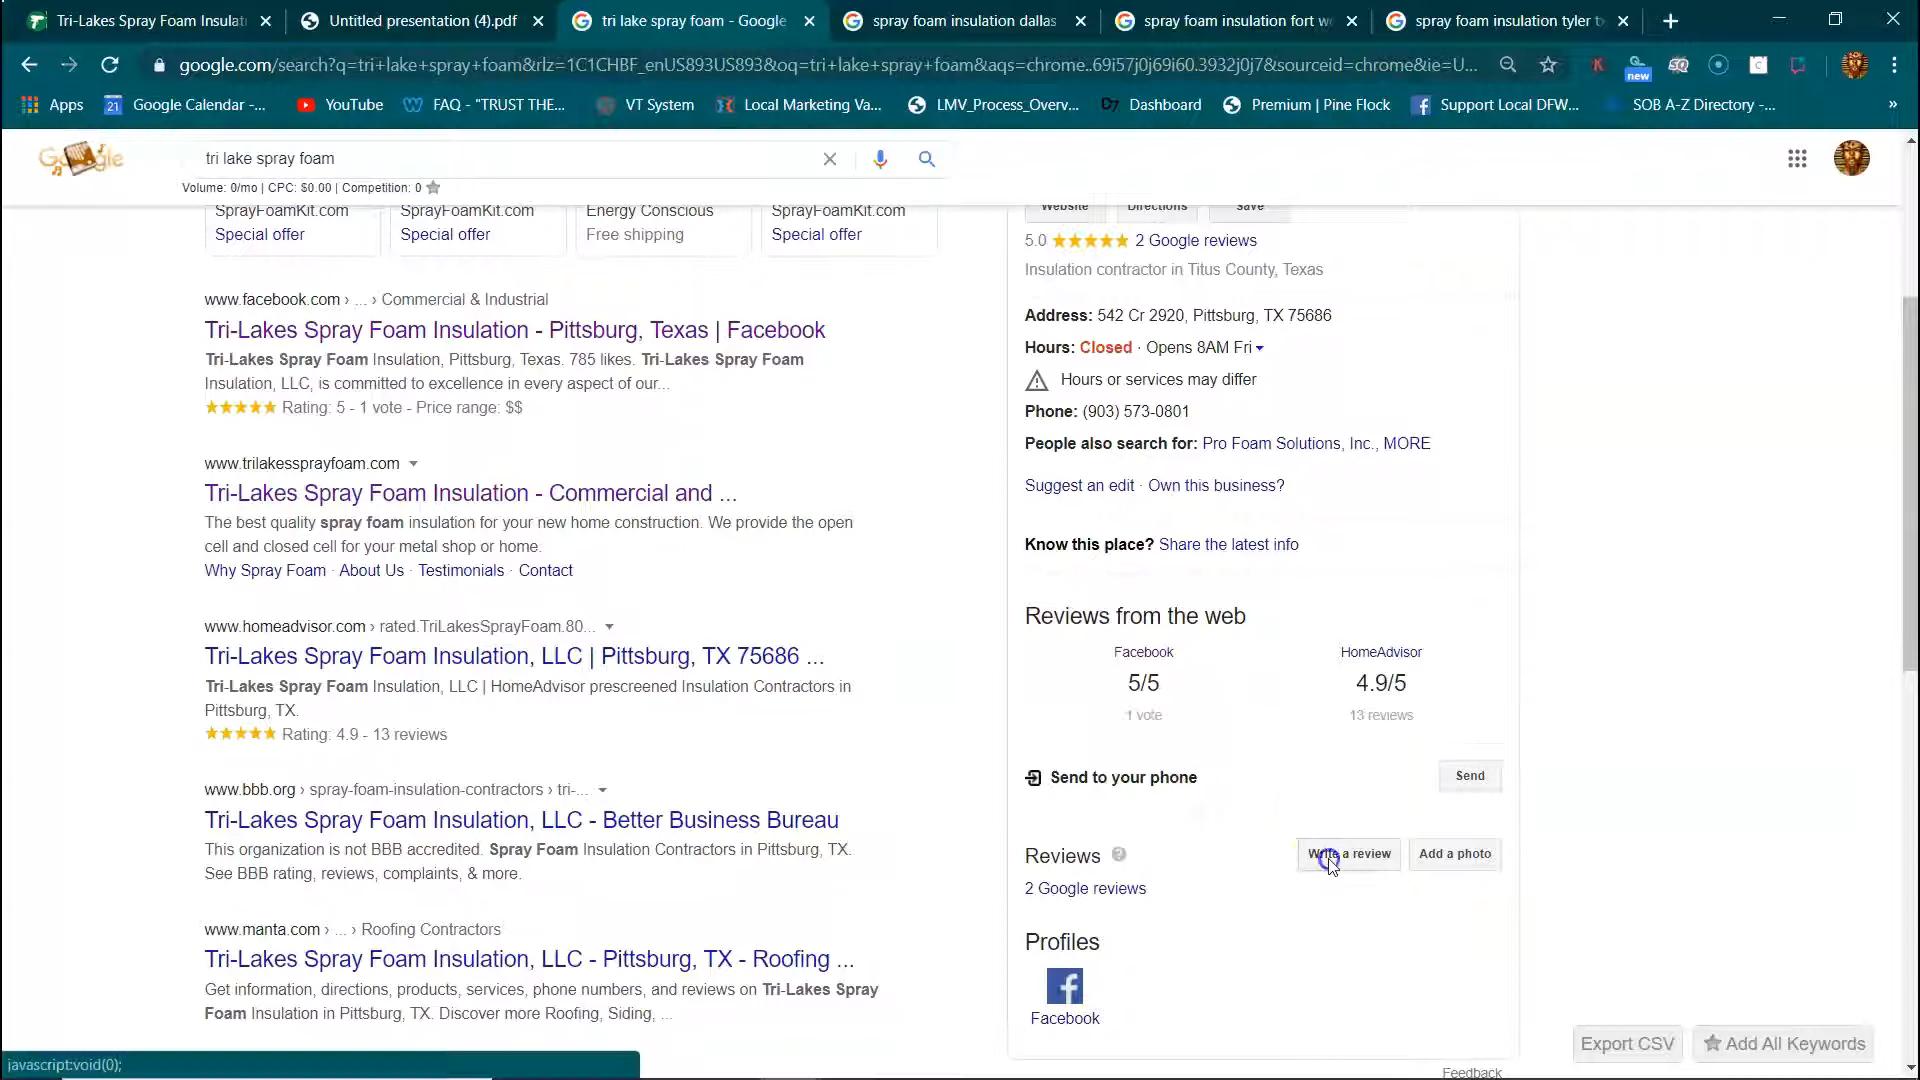 Tri-Lakes Spray Foam Insulat
Untitled presentation (4).pdf
tri lake spray foam - Google
spray foam insulation dallas
spray foam insulation fort w
spray foam insulation tyler t
google.com/search?q=tri+lake+spray+foam&rlz=1C1CHBF_enUS893US893&oq=tri+lake+spray+foam&aqs=chrome..69i57j0j69i60.3932j0j7&sourceid=chrome&ie=U...
new
Apps
21 Google Calendar -...
YouTube
FAQ - "TRUST THE...
VT System
Local Marketing Va...
LMV_Process_Overv...
Dashboard
Premium | Pine Flock
Support Local DFW...
SOB A-Z Directory -...
»
tri lake spray foam
Volume: 0/mo | CPC: $0.00 | Competition: 0
SprayFoamKit.com
Special offer
SprayFoamKit.com
Special offer
Energy Conscious
Free shipping
SprayFoamKit.com
Special offer
www.facebook.com › ... › Commercial & Industrial
Tri-Lakes Spray Foam Insulation - Pittsburg, Texas | Facebook
Tri-Lakes Spray Foam Insulation, Pittsburg, Texas. 785 likes. Tri-Lakes Spray Foam
Insulation, LLC, is committed to excellence in every aspect of our...
Rating: 5 - 1 vote - Price range: $$
www.trilakessprayfoam.com
Tri-Lakes Spray Foam Insulation - Commercial and ...
The best quality spray foam insulation for your new home construction. We provide the open
cell and closed cell for your metal shop or home.
Why Spray Foam · About Us · Testimonials · Contact
www.homeadvisor.com › rated.TriLakesSprayFoam.80...
Tri-Lakes Spray Foam Insulation, LLC | Pittsburg, TX 75686 ...
Tri-Lakes Spray Foam Insulation, LLC | HomeAdvisor prescreened Insulation Contractors in
Pittsburg, TX.
Rating: 4.9 - 13 reviews
www.bbb.org › spray-foam-insulation-contractors › tri-...
Tri-Lakes Spray Foam Insulation, LLC - Better Business Bureau
This organization is not BBB accredited. Spray Foam Insulation Contractors in Pittsburg, TX.
See BBB rating, reviews, complaints, & more.
www.manta.com › ... › Roofing Contractors
Tri-Lakes Spray Foam Insulation, LLC - Pittsburg, TX - Roofing ...
Get information, directions, products, services, phone numbers, and reviews on Tri-Lakes Spray
Foam Insulation in Pittsburg, TX. Discover more Roofing, Siding, ...
javascript:void(0);
Website
Directions
Save
5.0 2 Google reviews
Insulation contractor in Titus County, Texas
Address: 542 Cr 2920, Pittsburg, TX 75686
Hours: Closed · Opens 8AM Fri
Hours or services may differ
Phone: (903) 573-0801
People also search for: Pro Foam Solutions, Inc., MORE
Suggest an edit · Own this business?
Know this place? Share the latest info
Reviews from the web
Facebook
5/5
1 vote
HomeAdvisor
4.9/5
13 reviews
Send to your phone
Send
Reviews
Write a review
Add a photo
2 Google reviews
Profiles
Facebook
Export CSV
Add All Keywords
Feedback